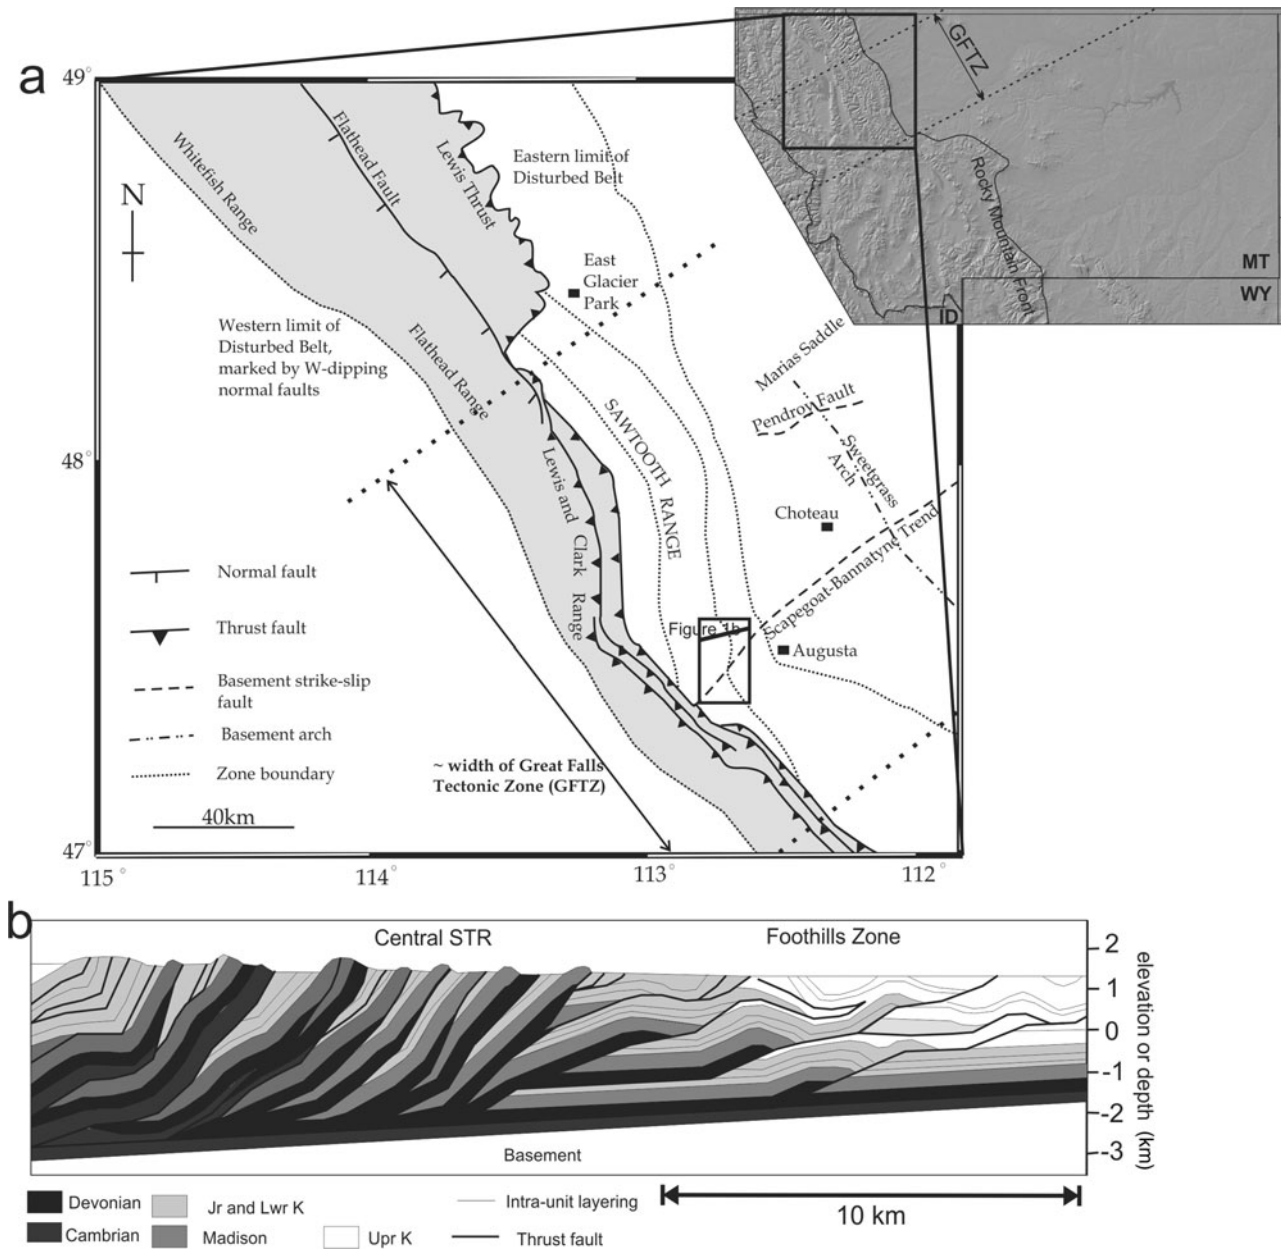 a
49°
48°
47°
115°
114°
113°
112°
N
Whitefish Range
Flathead Fault
Lewis Thrust
Eastern limit of
Disturbed Belt
East
Glacier
Park
Western limit of
Disturbed Belt,
marked by W-dipping
normal faults
Flathead Range
SAWTOOTH RANGE
Lewis and
Clark
Range
Marias Saddle
Pendroy Fault
Sweetgrass
Arch
Choteau
Scapegoat-Bannatyne Trend
Figure 1b
Augusta
~ width of Great Falls
Tectonic Zone (GFTZ)
Normal fault
Thrust fault
Basement strike-slip
fault
Basement arch
Zone boundary
40km
GFTZ
Rocky Mountain Front
MT
WY
ID
b
Central STR
Foothills Zone
2
1
0
-1
-2
-3
elevation or depth (km)
Basement
Devonian
Jr and Lwr K
Intra-unit layering
10 km
Cambrian
Madison
Upr K
Thrust fault